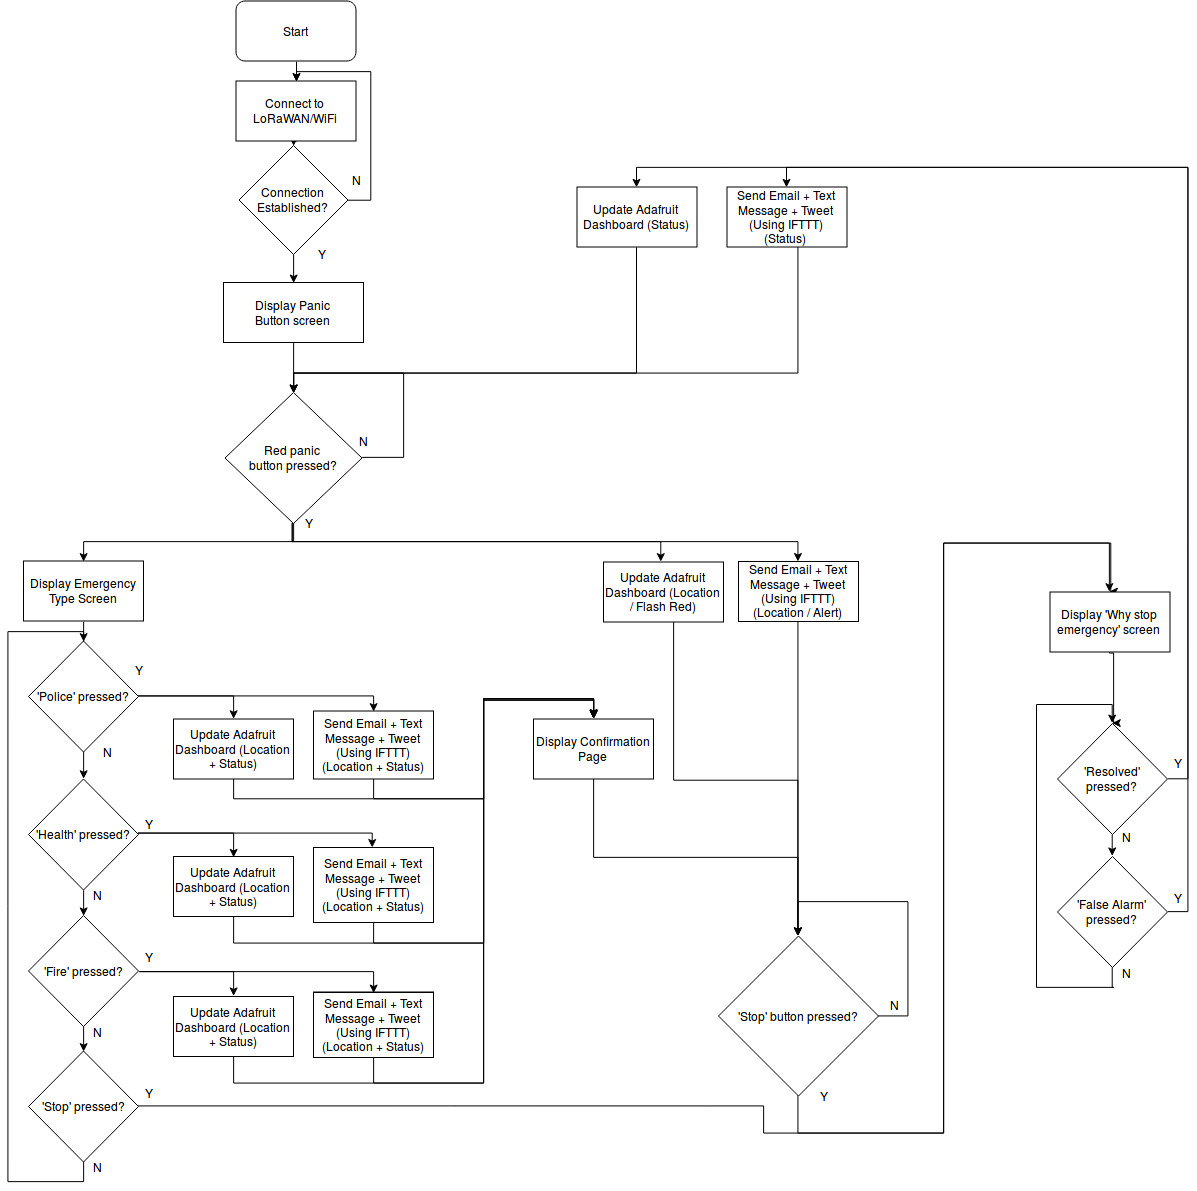 Start
Connect to
LoRaWAN/WiFi
N
Connection
Established?
Y
Update Adafruit
Dashboard (Status)
Send Email + Text
Message + Tweet
(Using IFTTT)
(Status)
Display Panic
Button screen
N
Red panic
button pressed?
Y
Display Emergency
Type Screen
Update Adafruit
Dashboard (Location
/ Flash Red)
Send Email + Text
Message + Tweet
(Using IFTTT)
(Location / Alert)
Display 'Why stop
emergency' screen
Y
'Police' pressed?
N
Update Adafruit
Dashboard (Location
+ Status)
Send Email + Text
Message + Tweet
(Using IFTTT)
(Location + Status)
Display Confirmation
Page
'Resolved'
pressed?
Y
N
Y
'Health' pressed?
N
Update Adafruit
Dashboard (Location
+ Status)
Send Email + Text
Message + Tweet
(Using IFTTT)
(Location + Status)
'False Alarm'
pressed?
Y
N
Y
'Fire' pressed?
N
Update Adafruit
Dashboard (Location
+ Status)
Send Email + Text
Message + Tweet
(Using IFTTT)
(Location + Status)
'Stop' button pressed?
N
Y
Y
'Stop' pressed?
N